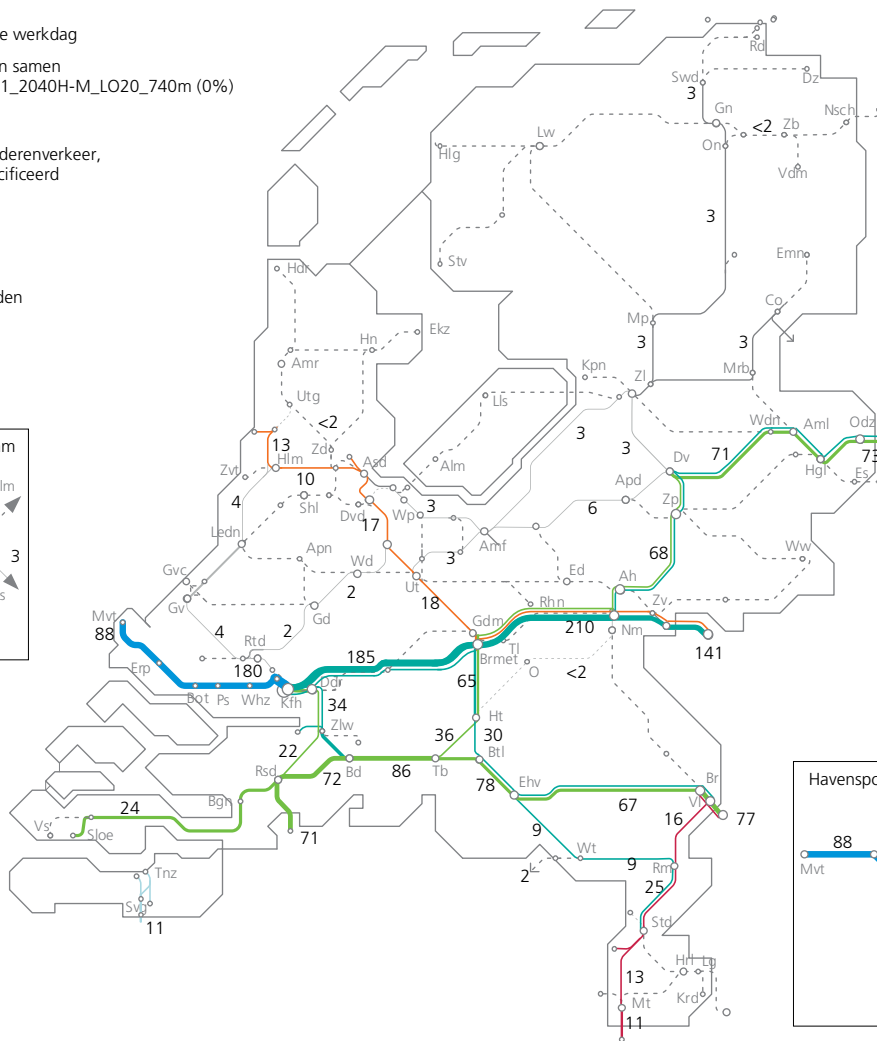 e werkdag
n samen
1_2040H-M_LO20_740m (0%)
derenverkeer,
cificeerd
den
m
lm
3
s
Rd
Swd
Dz
3
Gn
<2
Zb
Nsch
On
Vdm
Hlg
Lw
3
Stv
Emn
Hdr
Co
Mp
Hn
Ekz
3
3
Amr
Kpn
Zl
Mrb
Utg
Lls
<2
3
Wdn
Aml
Odz
13
Zd
3
71
73
Hlm
Asd
Dv
Hgl
Zvt
10
Alm
Es
4
Shl
Apd
Zp
Dvd
Wp
3
6
Ledn
17
Amf
Apn
68
Wd
3
Ww
Gvc
Ut
Ed
Ah
Gv
2
18
Rhn
Zv
Gd
Mvt
88
4
2
Gdm
210
Nm
Rtd
Tl
141
Erp
180
185
Brmet
O
<2
Bot
Ps
Whz
Kfh
Ddr
65
34
Ht
Zlw
36
30
22
Btl
Rsd
72
Bd
86
Tb
78
Br
Bgn
Ehv
67
Vl
24
77
Vs
Sloe
71
9
16
Wt
9
Tnz
2
Rm
25
Svg
11
Std
Hrl
Lg
13
Mt
Krd
11
Havenspo
88
Mvt